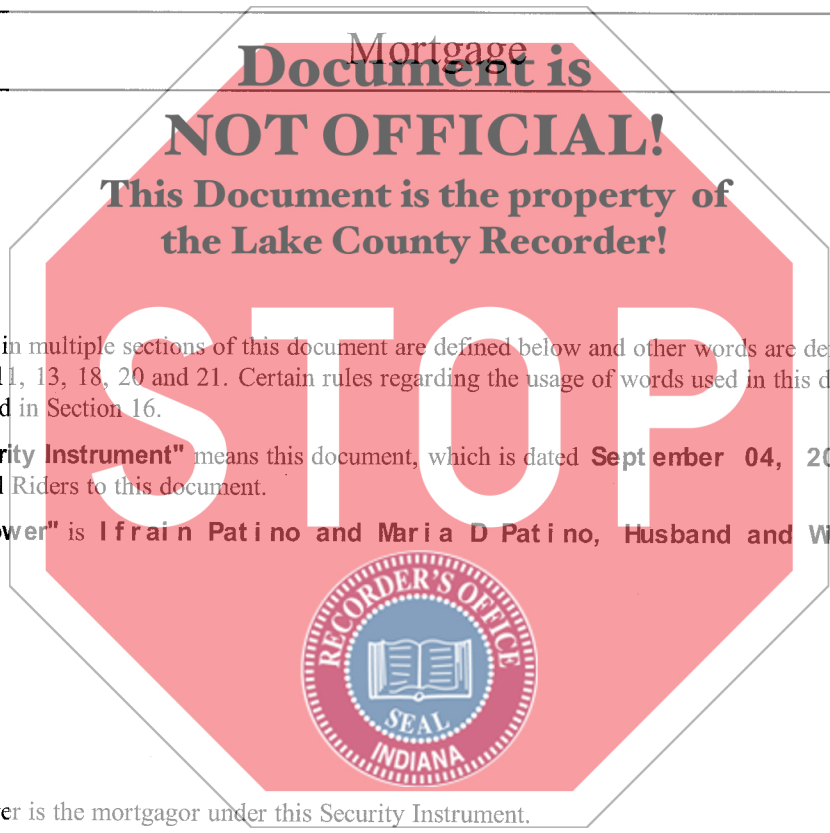 Mortgage
Document is
NOT OFFICIAL!
This Document is the property of
the Lake County Recorder!
STOP
in multiple sections of this document are defined below and other words are de
11, 13, 18, 20 and 21. Certain rules regarding the usage of words used in this d
d in Section 16.
rity Instrument" means this document, which is dated September 04, 20
l Riders to this document.
ower" is Ifrain Patino and Maria D Patino, Husband and Wi
RECORDER'S OFFICE
SEAL
INDIANA
er is the mortgagor under this Security Instrument.